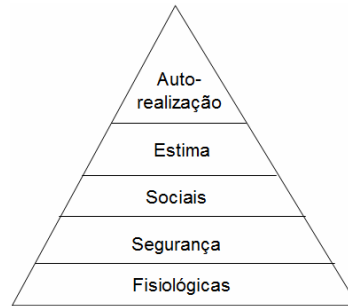 Auto-
realização
Estima
Sociais
Segurança
Fisiológicas